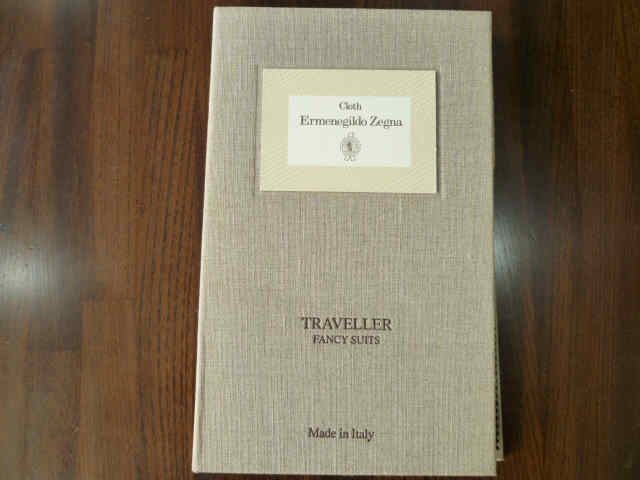 Cloth
Ermenegildo Zegna
TRAVELLER
FANCY SUITS
Made in Italy